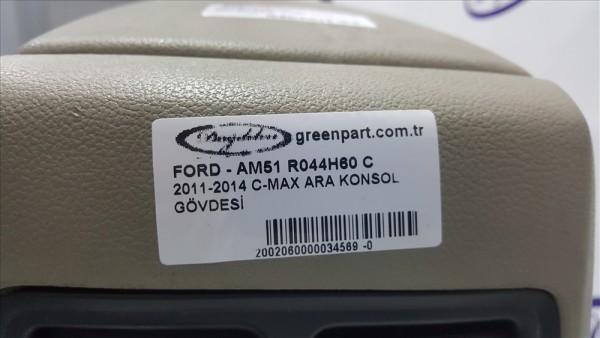 greenpart.com.tr
FORD - AM51 R044H60 C
2011-2014 C-MAX ARA KONSOL
GÖVDESİ
2002060000034569 -0